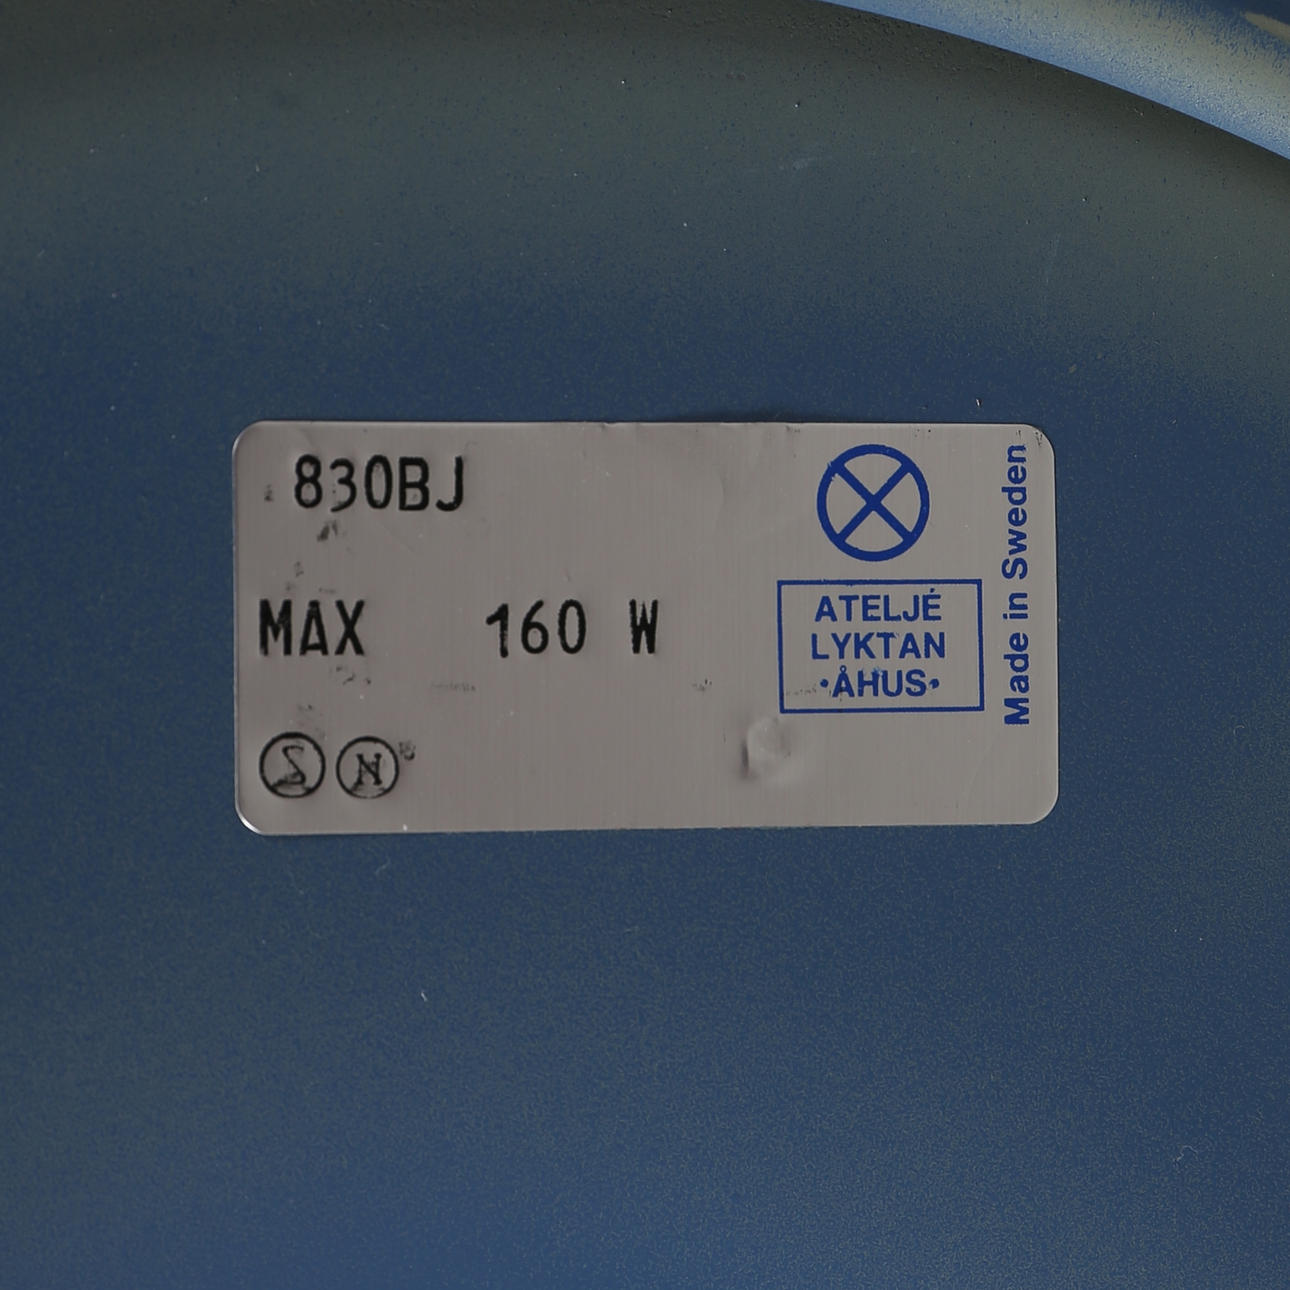 830BJ
MAX 160 W
S N
ATELJÉ
LYKTAN
·ÅHUS·
Made in Sweden